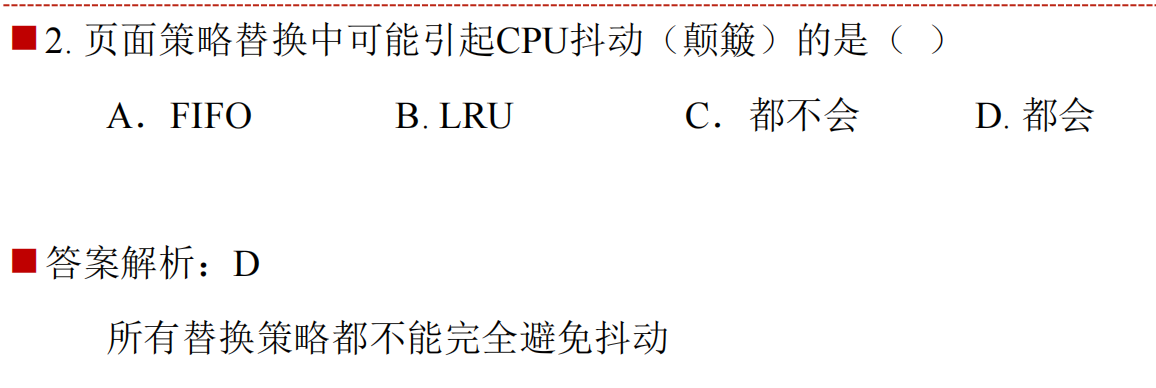 2. 页面策略替换中可能引起CPU抖动（颠簸）的是（ ）
A．FIFO B. LRU C．都不会 D. 都会
答案解析：D
所有替换策略都不能完全避免抖动